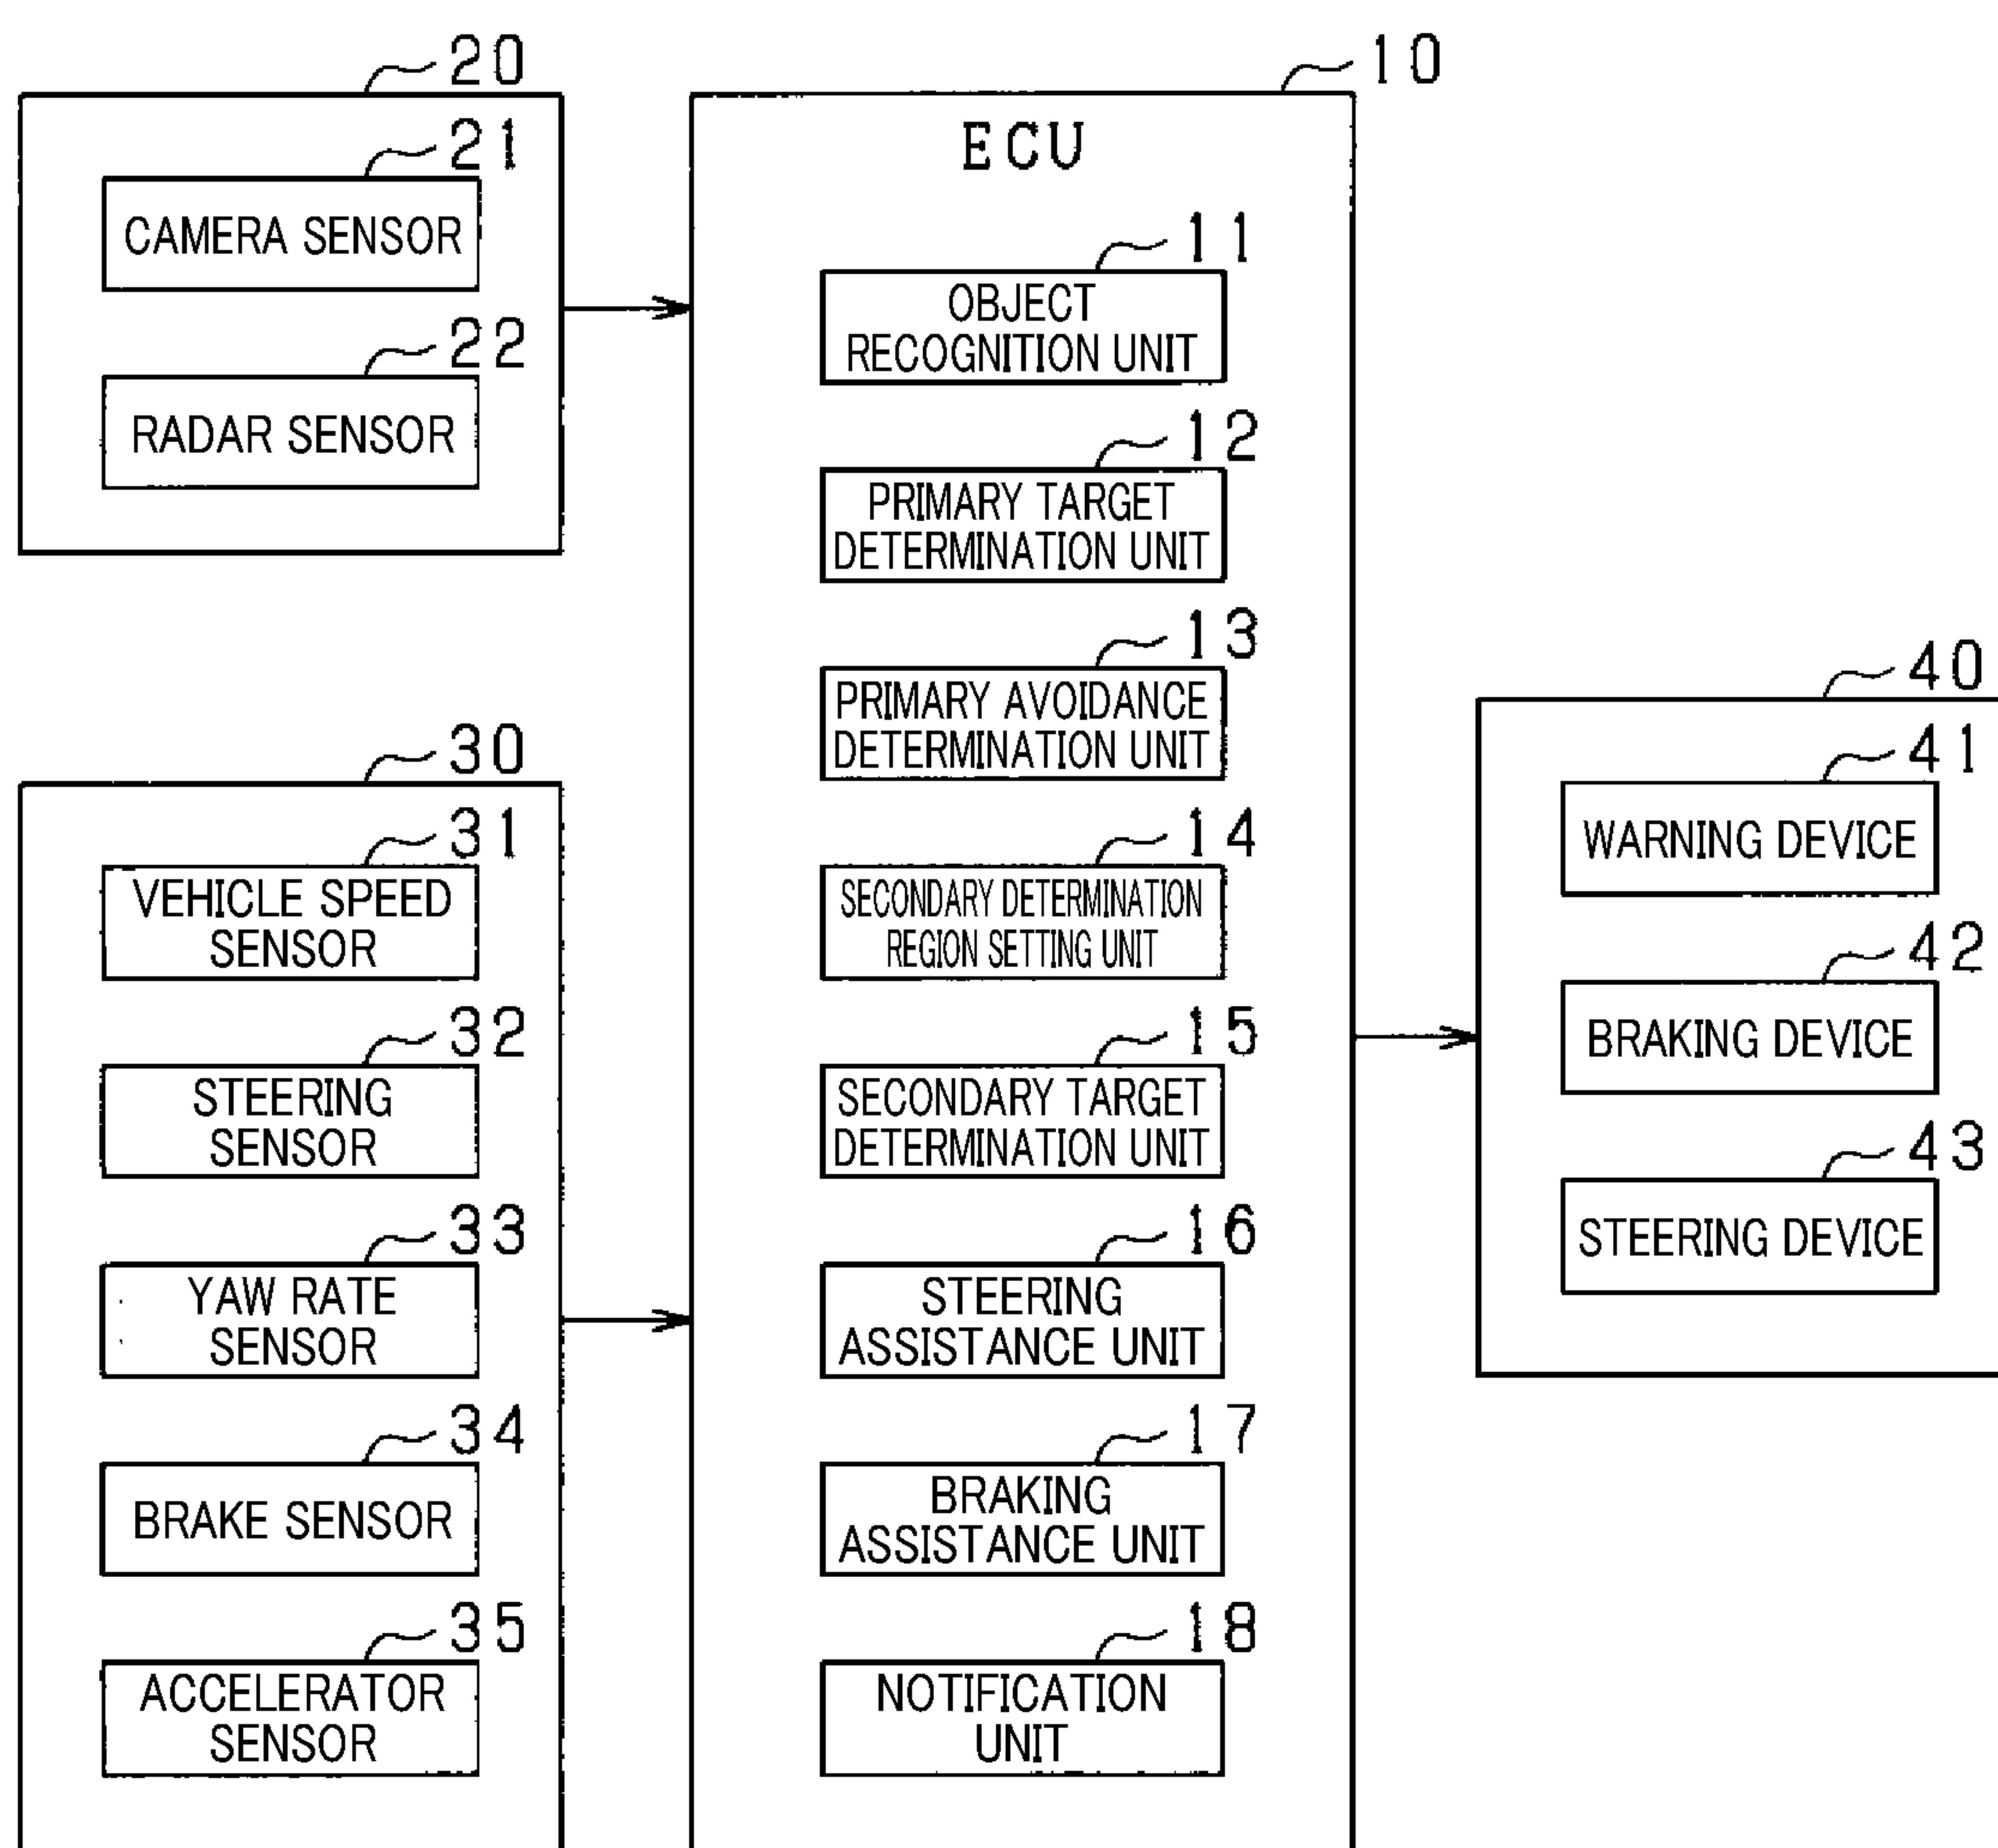 20
21
CAMERA SENSOR
22
RADAR SENSOR
30
31
VEHICLE SPEED
SENSOR
32
STEERING
SENSOR
33
YAW RATE
SENSOR
34
BRAKE SENSOR
35
ACCELERATOR
SENSOR
10
ECU
11
OBJECT
RECOGNITION UNIT
12
PRIMARY TARGET
DETERMINATION UNIT
13
PRIMARY AVOIDANCE
DETERMINATION UNIT
14
SECONDARY DETERMINATION
REGION SETTING UNIT
15
SECONDARY TARGET
DETERMINATION UNIT
16
STEERING
ASSISTANCE UNIT
17
BRAKING
ASSISTANCE UNIT
18
NOTIFICATION
UNIT
40
41
WARNING DEVICE
42
BRAKING DEVICE
43
STEERING DEVICE